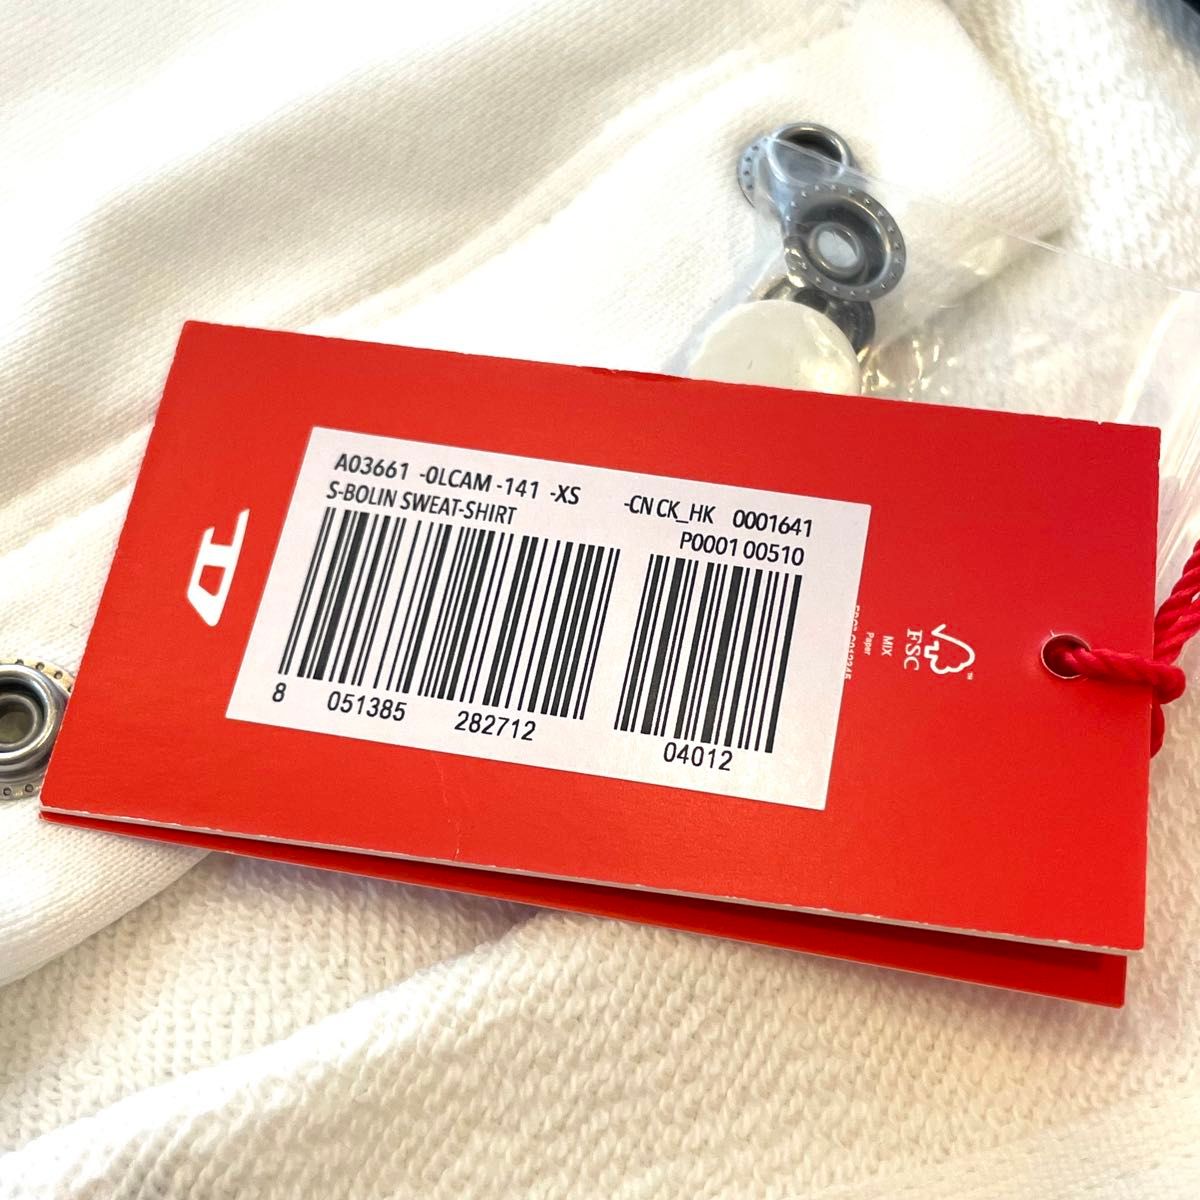 A03661 -0LCAM -141 -XS -CN CK_HK 0001641
S-BOLIN SWEAT-SHIRT P0001 00510
8 051385 282712 04012
FSC
MIX
Paper